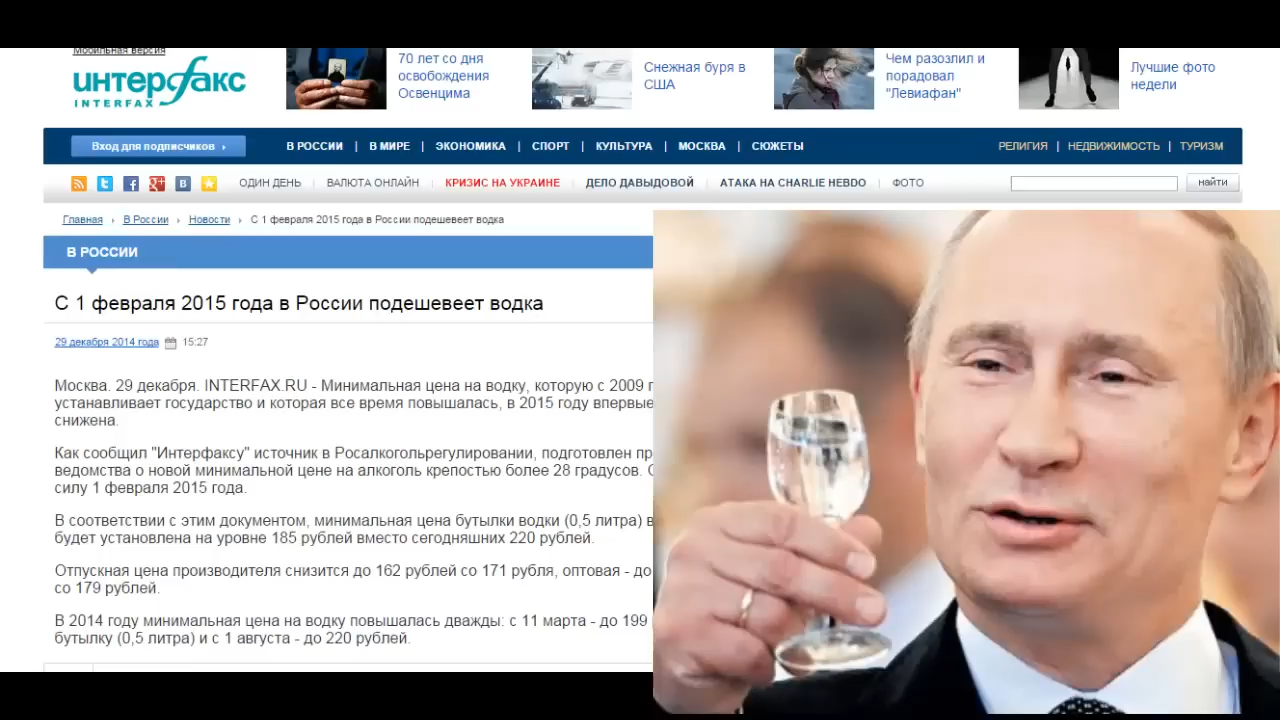 Мобильная версия
интерфакс
INTERFAX
70 лет со дня
освобождения
Освенцима
Снежная буря в
США
Чем разозлил и
порадовал
"Левиафан"
Лучшие фото
недели
Вход для подписчиков
В РОССИИ | В МИРЕ | ЭКОНОМИКА | СПОРТ | КУЛЬТУРА | МОСКВА | СЮЖЕТЫ
РЕЛИГИЯ | НЕДВИЖИМОСТЬ | ТУРИЗМ
ОДИН ДЕНЬ | ВАЛЮТА ОНЛАЙН | КРИЗИС НА УКРАИНЕ | ДЕЛО ДАВЫДОВОЙ | АТАКА НА CHARLIE HEBDO | ФОТО
найти
Главная › В России › Новости › С 1 февраля 2015 года в России подешевеет водка
В РОССИИ
С 1 февраля 2015 года в России подешевеет водка
29 декабря 2014 года 15:27
Москва. 29 декабря. INTERFAX.RU - Минимальная цена на водку, которую с 2009
устанавливает государство и которая все время повышалась, в 2015 году впервые
снижена.
Как сообщил "Интерфаксу" источник в Росалкогольрегулировании, подготовлен
ведомства о новой минимальной цене на алкоголь крепостью более 28 градусов.
силу 1 февраля 2015 года.
В соответствии с этим документом, минимальная цена бутылки водки (0,5 литра)
будет установлена на уровне 185 рублей вместо сегодняшних 220 рублей.
Отпускная цена производителя снизится до 162 рублей со 171 рубля, оптовая - до
со 179 рублей.
В 2014 году минимальная цена на водку повышалась дважды: с 11 марта - до 199
бутылку (0,5 литра) и с 1 августа - до 220 рублей.